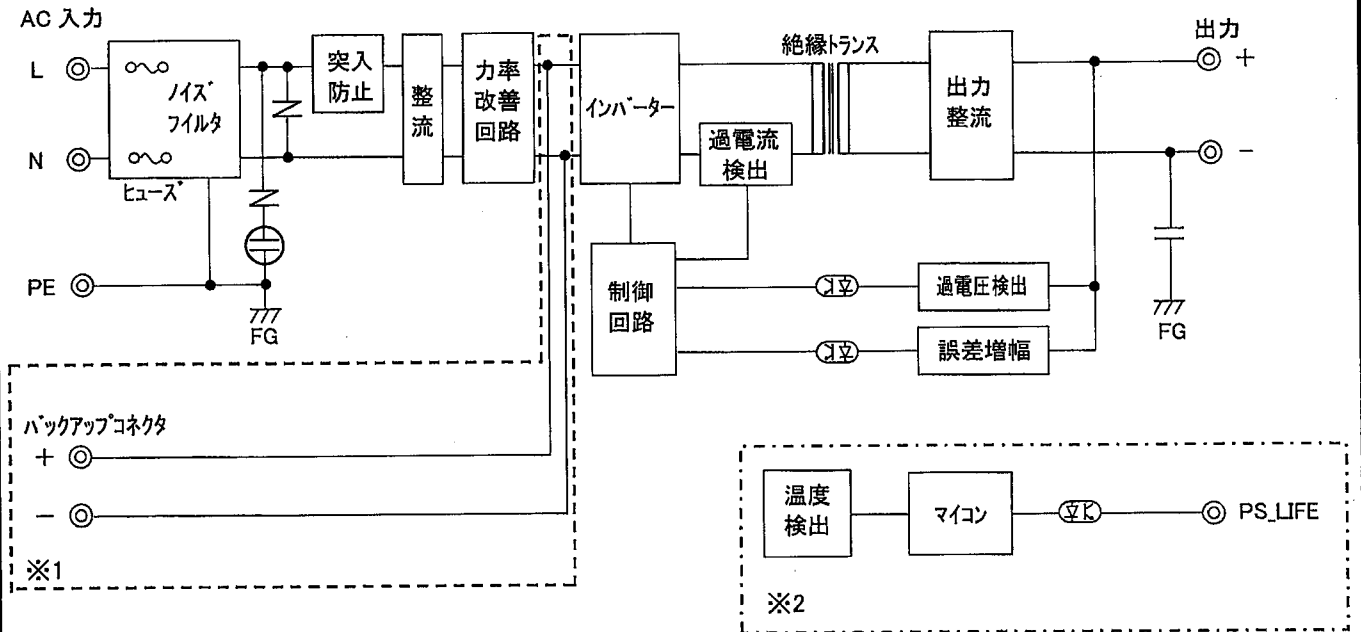 AC 入力
L
N
PE
ノイズ
フイルタ
ヒューズ
FG
突入
防止
整
流
力率
改善
回路
インバーター
過電流
検出
絶縁トランス
出力
整流
出力
+
−
FG
制御
回路
過電圧検出
誤差増幅
バックアップコネクタ
+
−
※1
温度
検出
マイコン
PS_LIFE
※2